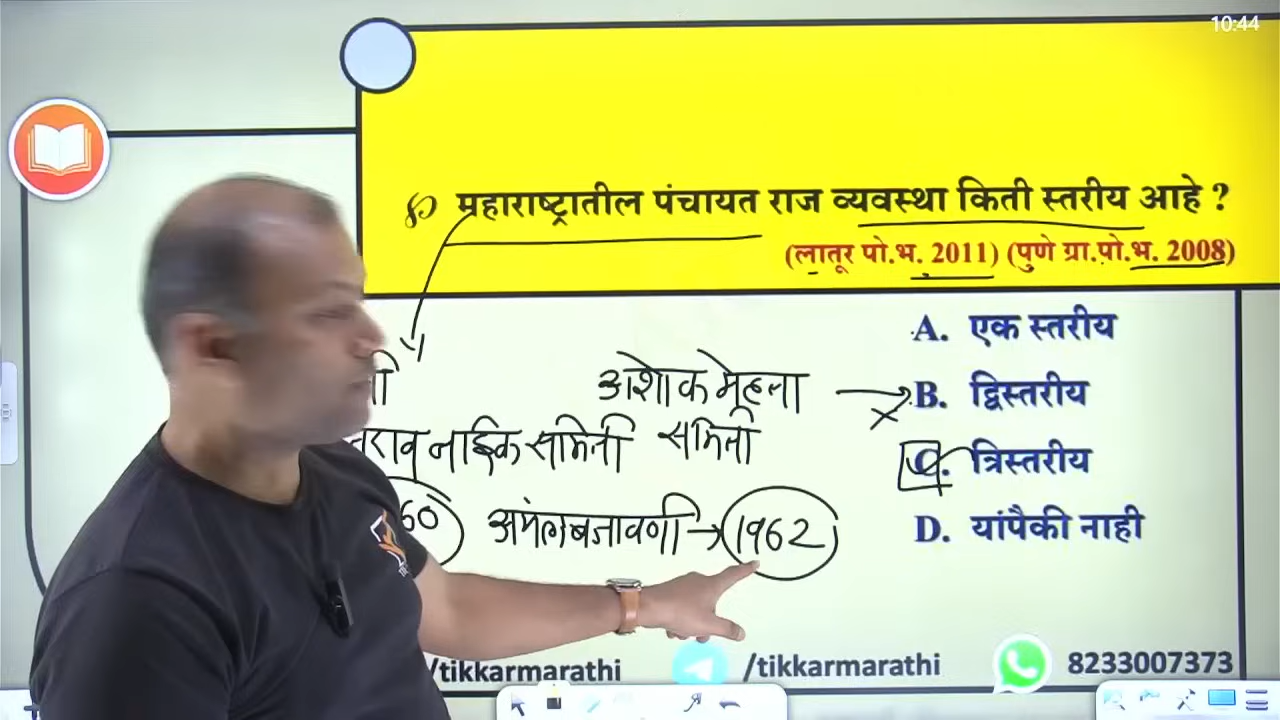 10:44
महाराष्ट्रातील पंचायत राज व्यवस्था किती स्तरीय आहे ?
(लातूर पो.भ. 2011) (पुणे ग्रा.पो.भ. 2008)
A. एक स्तरीय
अशोक मेहता
B. द्विस्तरीय
नाईक समिती समिती
C. त्रिस्तरीय
60 अंमलबजावणी → 1962
D. यांपैकी नाही
/tikkarmarathi /tikkarmarathi 8233007373